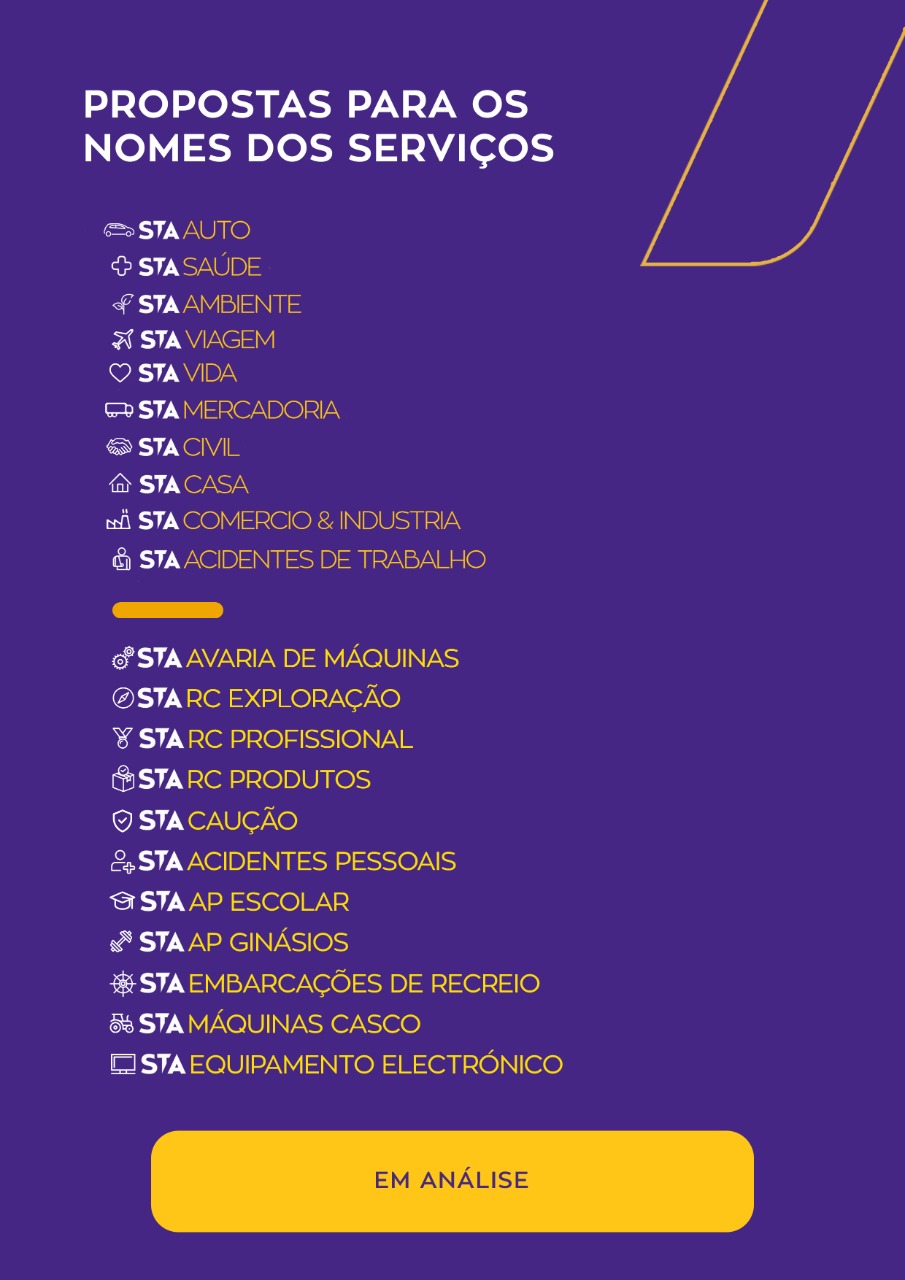 PROPOSTAS PARA OS
NOMES DOS SERVIÇOS
STA AUTO
STA SAÚDE
STA AMBIENTE
STA VIAGEM
STA VIDA
STA MERCADORIA
STA CIVIL
STA CASA
STA COMERCIO & INDUSTRIA
STA ACIDENTES DE TRABALHO
STA AVARIA DE MÁQUINAS
STA RC EXPLORAÇÃO
STA RC PROFISSIONAL
STA RC PRODUTOS
STA CAUÇÃO
STA ACIDENTES PESSOAIS
STA AP ESCOLAR
STA AP GINÁSIOS
STA EMBARCAÇÕES DE RECREIO
STA MÁQUINAS CASCO
STA EQUIPAMENTO ELECTRÓNICO
EM ANÁLISE